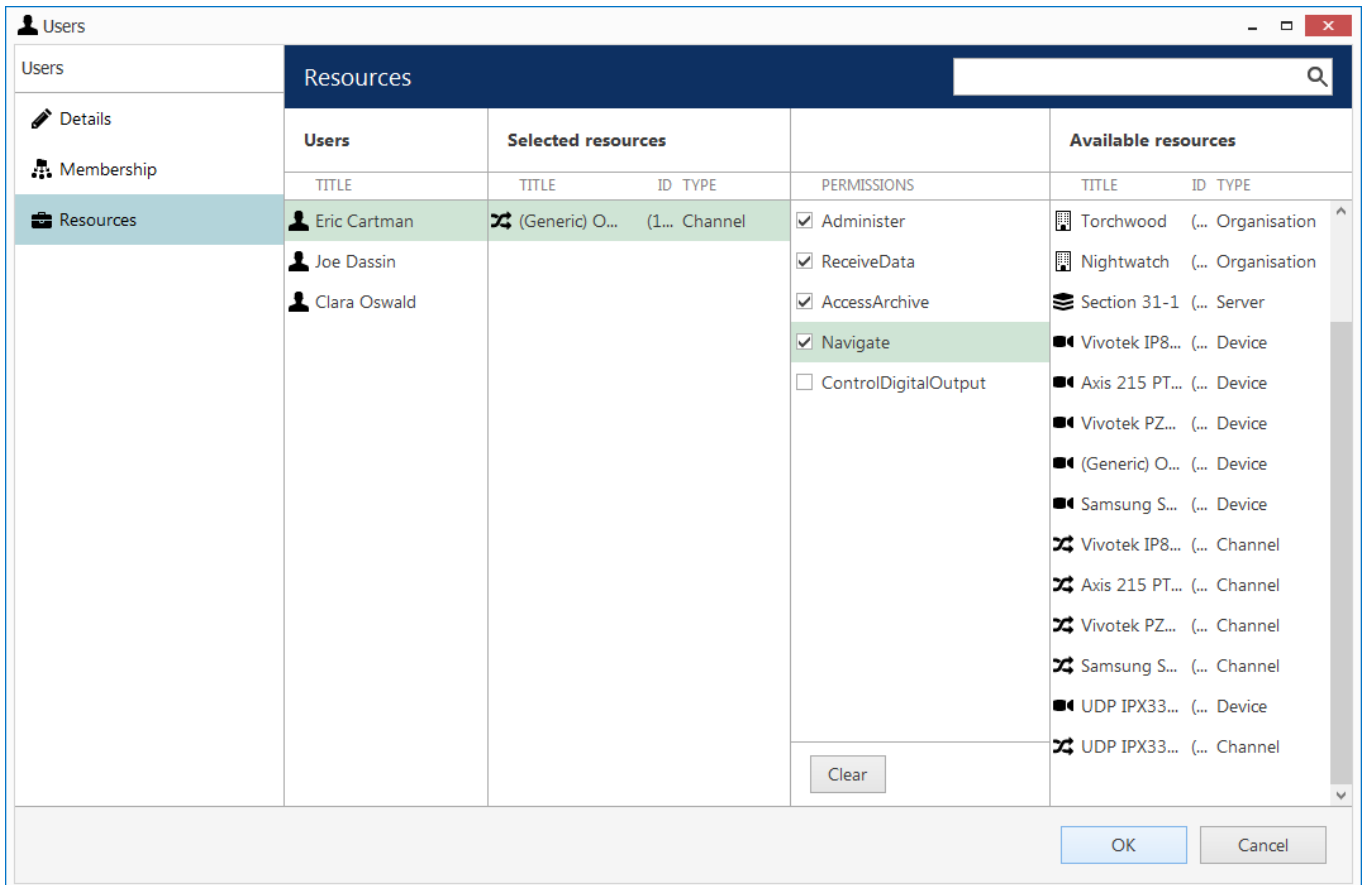 Users
Users
Details
Membership
Resources
Resources
Users
TITLE
Eric Cartman
Joe Dassin
Clara Oswald
Selected resources
TITLE ID TYPE
(Generic) O... (1... Channel
PERMISSIONS
Administer
ReceiveData
AccessArchive
Navigate
ControlDigitalOutput
Clear
Available resources
TITLE ID TYPE
Torchwood (... Organisation
Nightwatch (... Organisation
Section 31-1 (... Server
Vivotek IP8... (... Device
Axis 215 PT... (... Device
Vivotek PZ... (... Device
(Generic) O... (... Device
Samsung S... (... Device
Vivotek IP8... (... Channel
Axis 215 PT... (... Channel
Vivotek PZ... (... Channel
Samsung S... (... Channel
UDP IPX33... (... Device
UDP IPX33... (... Channel
OK
Cancel